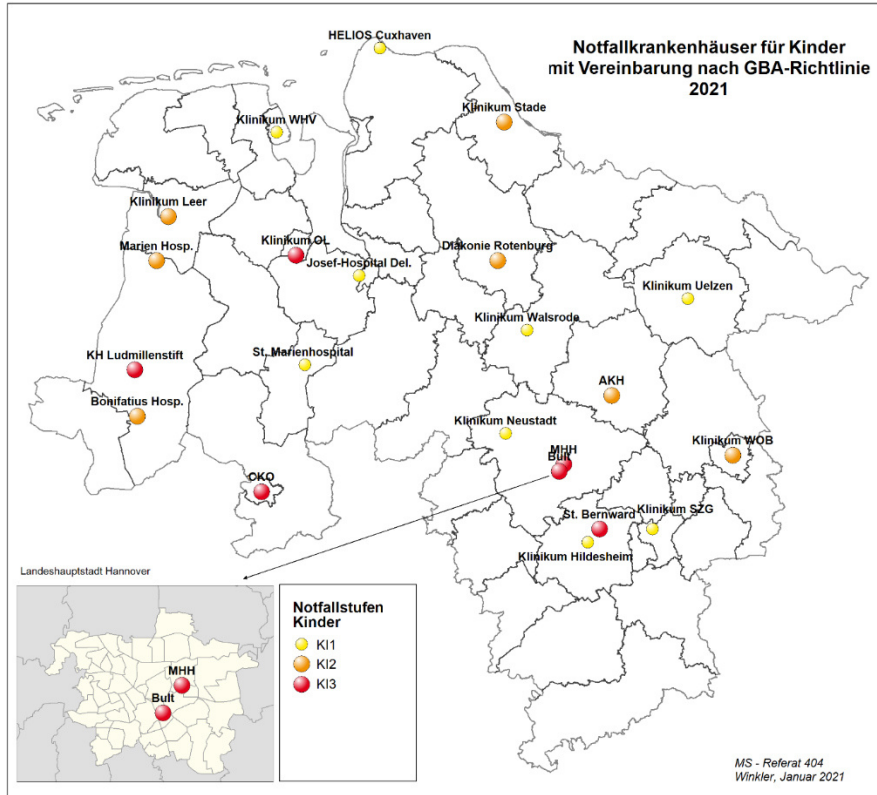 HELIOS Cuxhaven
Notfallkrankenhäuser für Kinder
mit Vereinbarung nach GBA-Richtlinie
2021
Klinikum Stade
Klinikum WHV
Klinikum Leer
Klinikum OL
Marien Hosp.
Diakonie Rotenburg
Josef-Hospital Del.
Klinikum Uelzen
Klinikum Walsrode
KH Ludmillenstift
St. Marienhospital
AKH
Bonifatius Hosp.
Klinikum Neustadt
Klinikum WOB
MHH
Bult
CKO
St. Bernward
Klinikum SZG
Klinikum Hildesheim
Landeshauptstadt Hannover
MHH
Bult
Notfallstufen
Kinder
KI1
KI2
KI3
MS - Referat 404
Winkler, Januar 2021